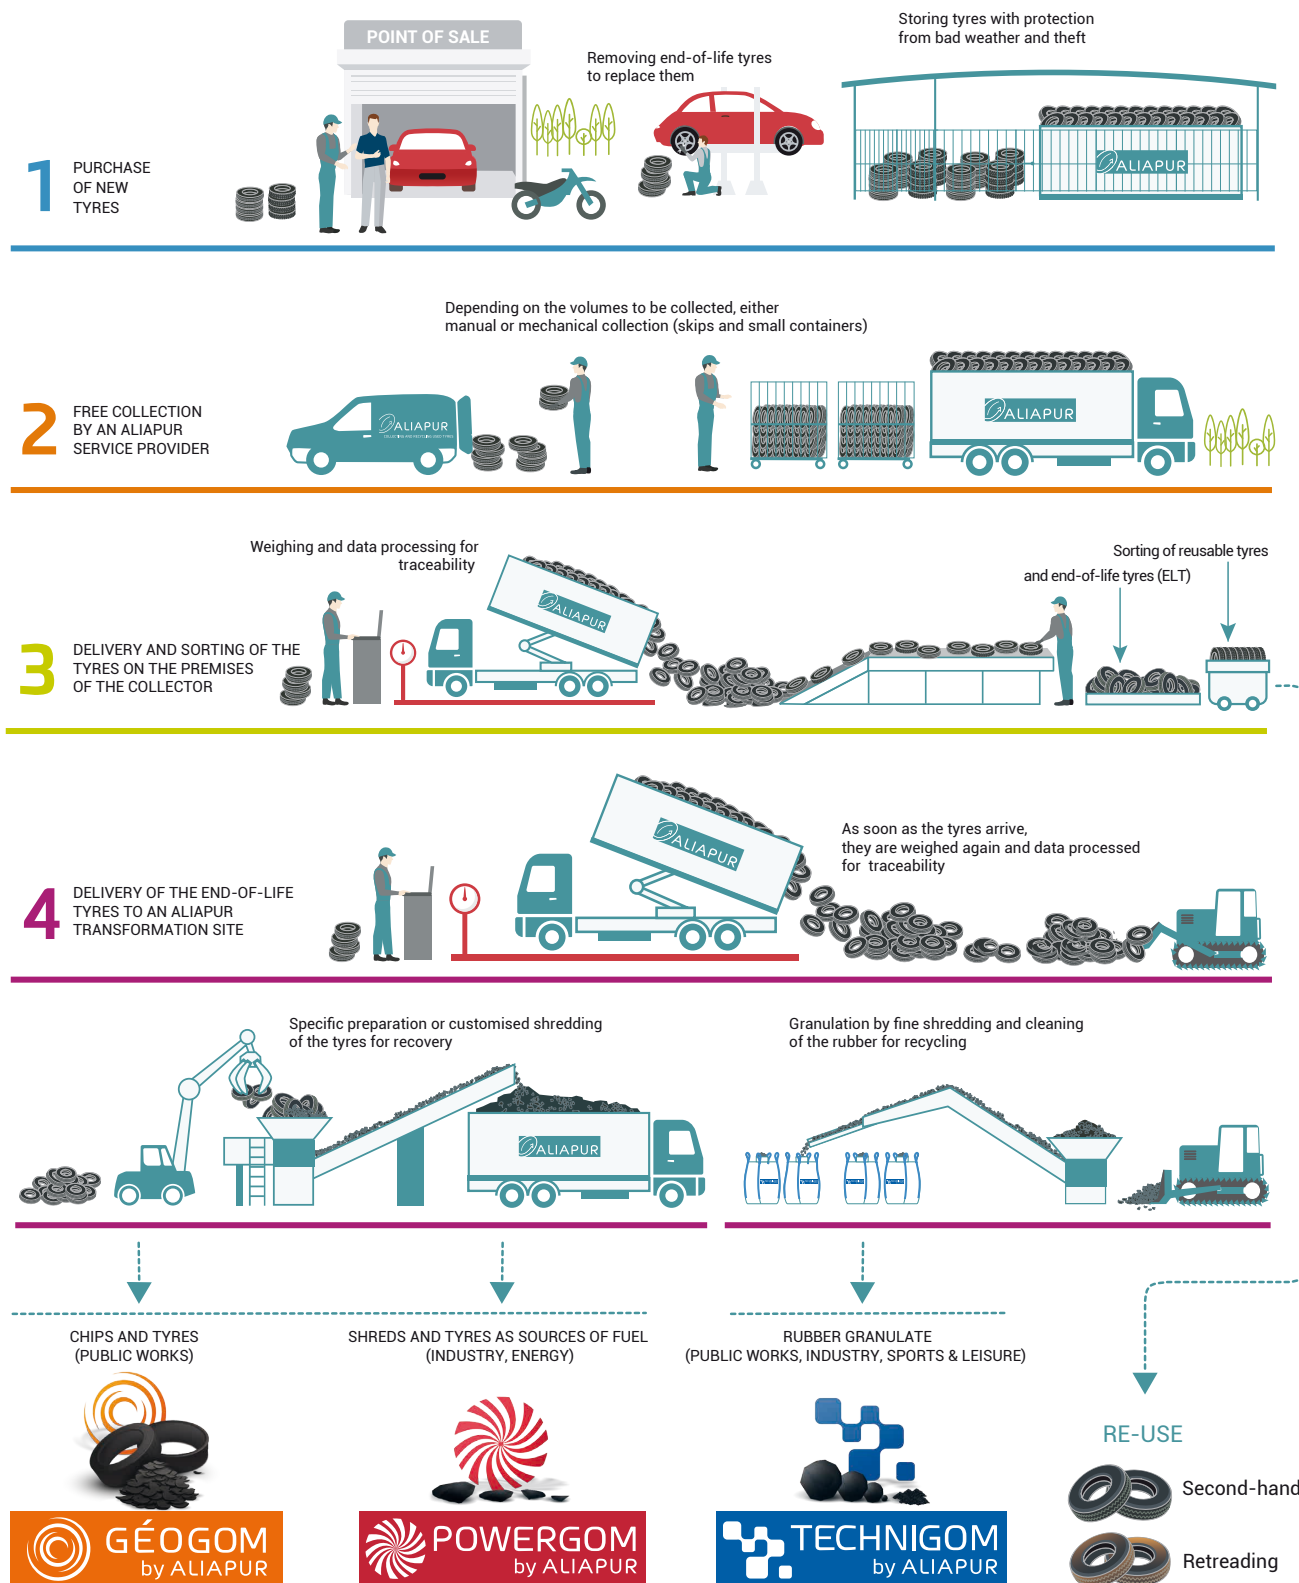 POINT OF SALE
Removing end-of-life tyres
to replace them
Storing tyres with protection
from bad weather and theft
1
PURCHASE
OF NEW
TYRES
ALIAPUR
Depending on the volumes to be collected, either
manual or mechanical collection (skips and small containers)
2
FREE COLLECTION
BY AN ALIAPUR
SERVICE PROVIDER
ALIAPUR
ALIAPUR
Weighing and data processing for
traceability
Sorting of reusable tyres
and end-of-life tyres (ELT)
3
DELIVERY AND SORTING OF THE
TYRES ON THE PREMISES
OF THE COLLECTOR
ALIAPUR
4
DELIVERY OF THE END-OF-LIFE
TYRES TO AN ALIAPUR
TRANSFORMATION SITE
ALIAPUR
As soon as the tyres arrive,
they are weighed again and data processed
for traceability
Specific preparation or customised shredding
of the tyres for recovery
ALIAPUR
Granulation by fine shredding and cleaning
of the rubber for recycling
CHIPS AND TYRES
(PUBLIC WORKS)
SHREDS AND TYRES AS SOURCES OF FUEL
(INDUSTRY, ENERGY)
RUBBER GRANULATE
(PUBLIC WORKS, INDUSTRY, SPORTS & LEISURE)
GÉOGOM
by ALIAPUR
POWERGOM
by ALIAPUR
TECHNIGOM
by ALIAPUR
RE-USE
Second-hand
Retreading